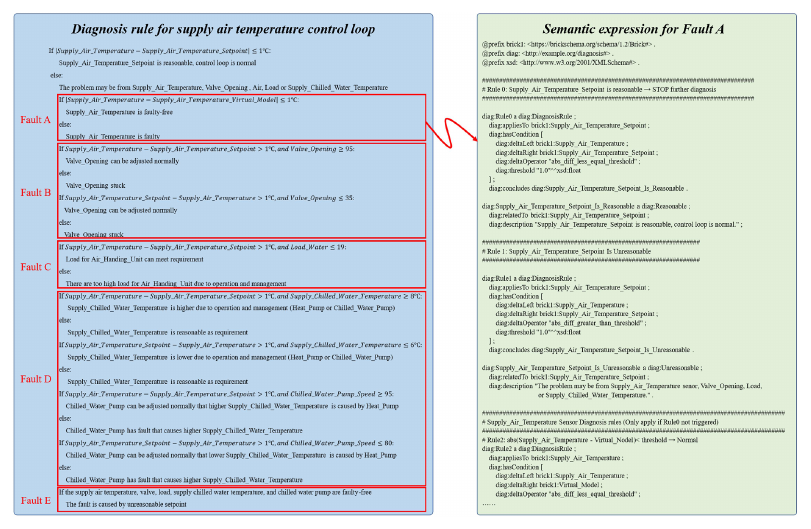 Diagnosis rule for supply air temperature control loop
If |Supply_Air_Temperature − Supply_Air_Temperature_Setpoint| ≤ 1℃:
Supply_Air_Temperature_Setpoint is reasonable, control loop is normal
else:
The problem may be from Supply_Air_Temperature, Valve_Opening , Air, Load or Supply_Chilled_Water_Temperature
Fault A
If |Supply_Air_Temperature − Supply_Air_Temperature_Virtual_Model| ≤ 1℃:
Supply_Air_Temperature is faulty-free
else:
Supply_Air_Temperature is faulty
Fault B
If Supply_Air_Temperature − Supply_Air_Temperature_Setpoint > 1℃, and Valve_Opening ≥ 95:
Valve_Opening can be adjusted normally
else:
Valve_Opening stuck
If Supply_Air_Temperature_Setpoint − Supply_Air_Temperature > 1℃, and Valve_Opening ≤ 35:
Valve_Opening can be adjusted normally
else:
Valve_Opening stuck
Fault C
If Supply_Air_Temperature − Supply_Air_Temperature_Setpoint > 1℃, and Load_Water ≤ 19:
Load for Air_Handing_Unit can meet requirement
else:
There are too high load for Air_Handing_Unit due to operation and management
Fault D
If Supply_Air_Temperature − Supply_Air_Temperature_Setpoint > 1℃, and Supply_Chilled_Water_Temperature ≥ 8℃:
Supply_Chilled_Water_Temperature is higher due to operation and management (Heat_Pump or Chilled_Water_Pump)
else:
Supply_Chilled_Water_Temperature is reasonable as requirement
If Supply_Air_Temperature_Setpoint − Supply_Air_Temperature > 1℃, and Supply_Chilled_Water_Temperature ≤ 6℃:
Supply_Chilled_Water_Temperature is lower due to operation and management (Heat_Pump or Chilled_Water_Pump)
else:
Supply_Chilled_Water_Temperature is reasonable as requirement
If Supply_Air_Temperature − Supply_Air_Temperature_Setpoint > 1℃, and Chilled_Water_Pump_Speed ≥ 95:
Chilled_Water_Pump can be adjusted normally that higher Supply_Chilled_Water_Temperature is caused by Heat_Pump
else:
Chilled_Water_Pump has fault that causes higher Supply_Chilled_Water_Temperature
If Supply_Air_Temperature_Setpoint − Supply_Air_Temperature > 1℃, and Chilled_Water_Pump_Speed ≤ 80:
Chilled_Water_Pump can be adjusted normally that lower Supply_Chilled_Water_Temperature is caused by Heat_Pump
else:
Chilled_Water_Pump has fault that causes higher Supply_Chilled_Water_Temperature
Fault E
If the supply air temperature, valve, load, supply chilled water temperature, and chilled water pump are faulty-free
The fault is caused by unreasonable setpoint
Semantic expression for Fault A
@prefix brick1: <https://brickschema.org/schema/1.2/Brick#> .
@prefix diag: <http://example.org/diagnosis#> .
@prefix xsd: <http://www.w3.org/2001/XMLSchema#> .
# Rule 0: Supply_Air_Temperature_Setpoint is reasonable → STOP further diagnosis
diag:Rule0 a diag:DiagnosisRule ;
diag:appliesTo brick1:Supply_Air_Temperature_Setpoint ;
diag:hasCondition [
diag:deltaLeft brick1:Supply_Air_Temperature ;
diag:deltaRight brick1:Supply_Air_Temperature_Setpoint ;
diag:deltaOperator "abs_diff_less_equal_threshold" ;
diag:threshold "1.0"^^xsd:float
] ;
diag:concludes diag:Supply_Air_Temperature_Setpoint_Is_Reasonable .
diag:Supply_Air_Temperature_Setpoint_Is_Reasonable a diag:Reasonable ;
diag:relatedTo brick1:Supply_Air_Temperature_Setpoint ;
diag:description "Supply_Air_Temperature_Setpoint is reasonable, control loop is normal." ;
# Rule 1: Supply_Air_Temperature_Setpoint Is Unreasonable
diag:Rule1 a diag:DiagnosisRule ;
diag:appliesTo brick1:Supply_Air_Temperature_Setpoint ;
diag:hasCondition [
diag:deltaLeft brick1:Supply_Air_Temperature ;
diag:deltaRight brick1:Supply_Air_Temperature_Setpoint ;
diag:deltaOperator "abs_diff_greater_than_threshold" ;
diag:threshold "1.0"^^xsd:float
] ;
diag:concludes diag:Supply_Air_Temperature_Setpoint_Is_Unreasonable .
diag:Supply_Air_Temperature_Setpoint_Is_Unreasonable a diag:Unreasonable ;
diag:relatedTo brick1:Supply_Air_Temperature_Setpoint ;
diag:description "The problem may be from Supply_Air_Temperature senor, Valve_Opening, Load,
or Supply_Chilled_Water_Temperature." .
# Supply_Air_Temperature Sensor Diagnosis rules (Only apply if Rule0 not triggered)
# Rule2: abs(Supply_Air_Temperature - Virtual_Nodel)< threshold → Normal
diag:Rule2 a diag:DiagnosisRule ;
diag:appliesTo brick1:Supply_Air_Temperature ;
diag:hasCondition [
diag:deltaLeft brick1:Supply_Air_Temperature ;
diag:deltaRight brick1:Virtual_Model ;
diag:deltaOperator "abs_diff_less_equal_threshold" ;
……